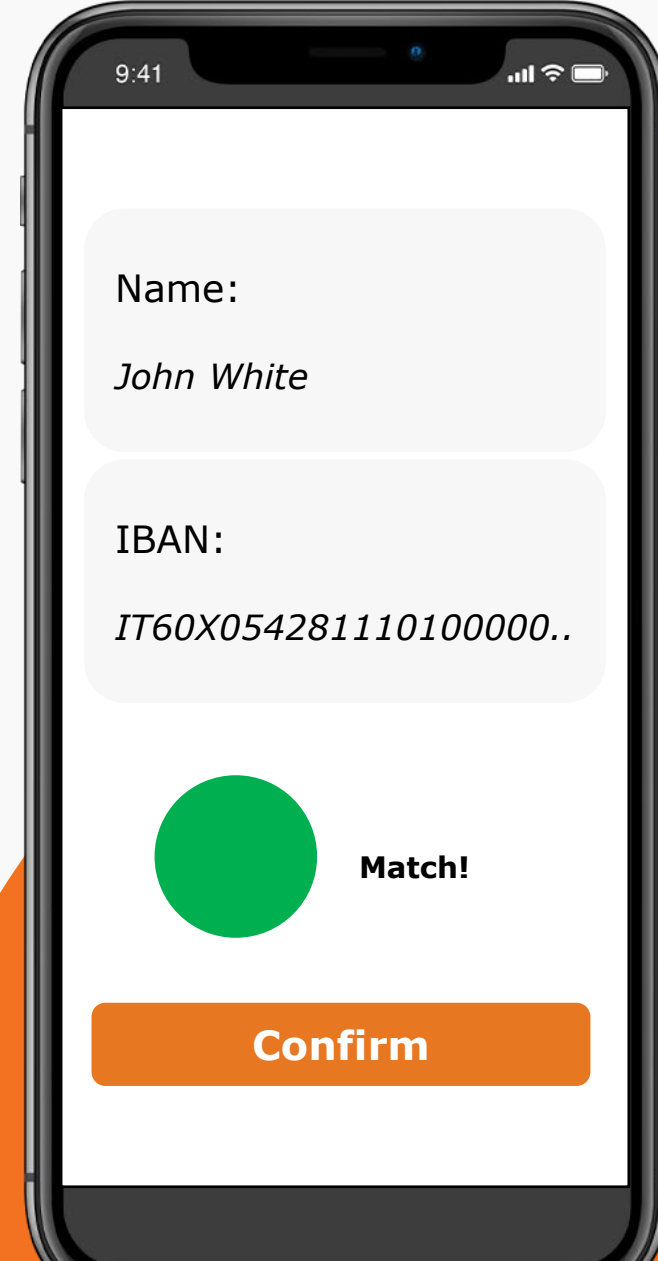 9:41
Name:
John White
IBAN:
IT60X054281110100000..
Match!
Confirm